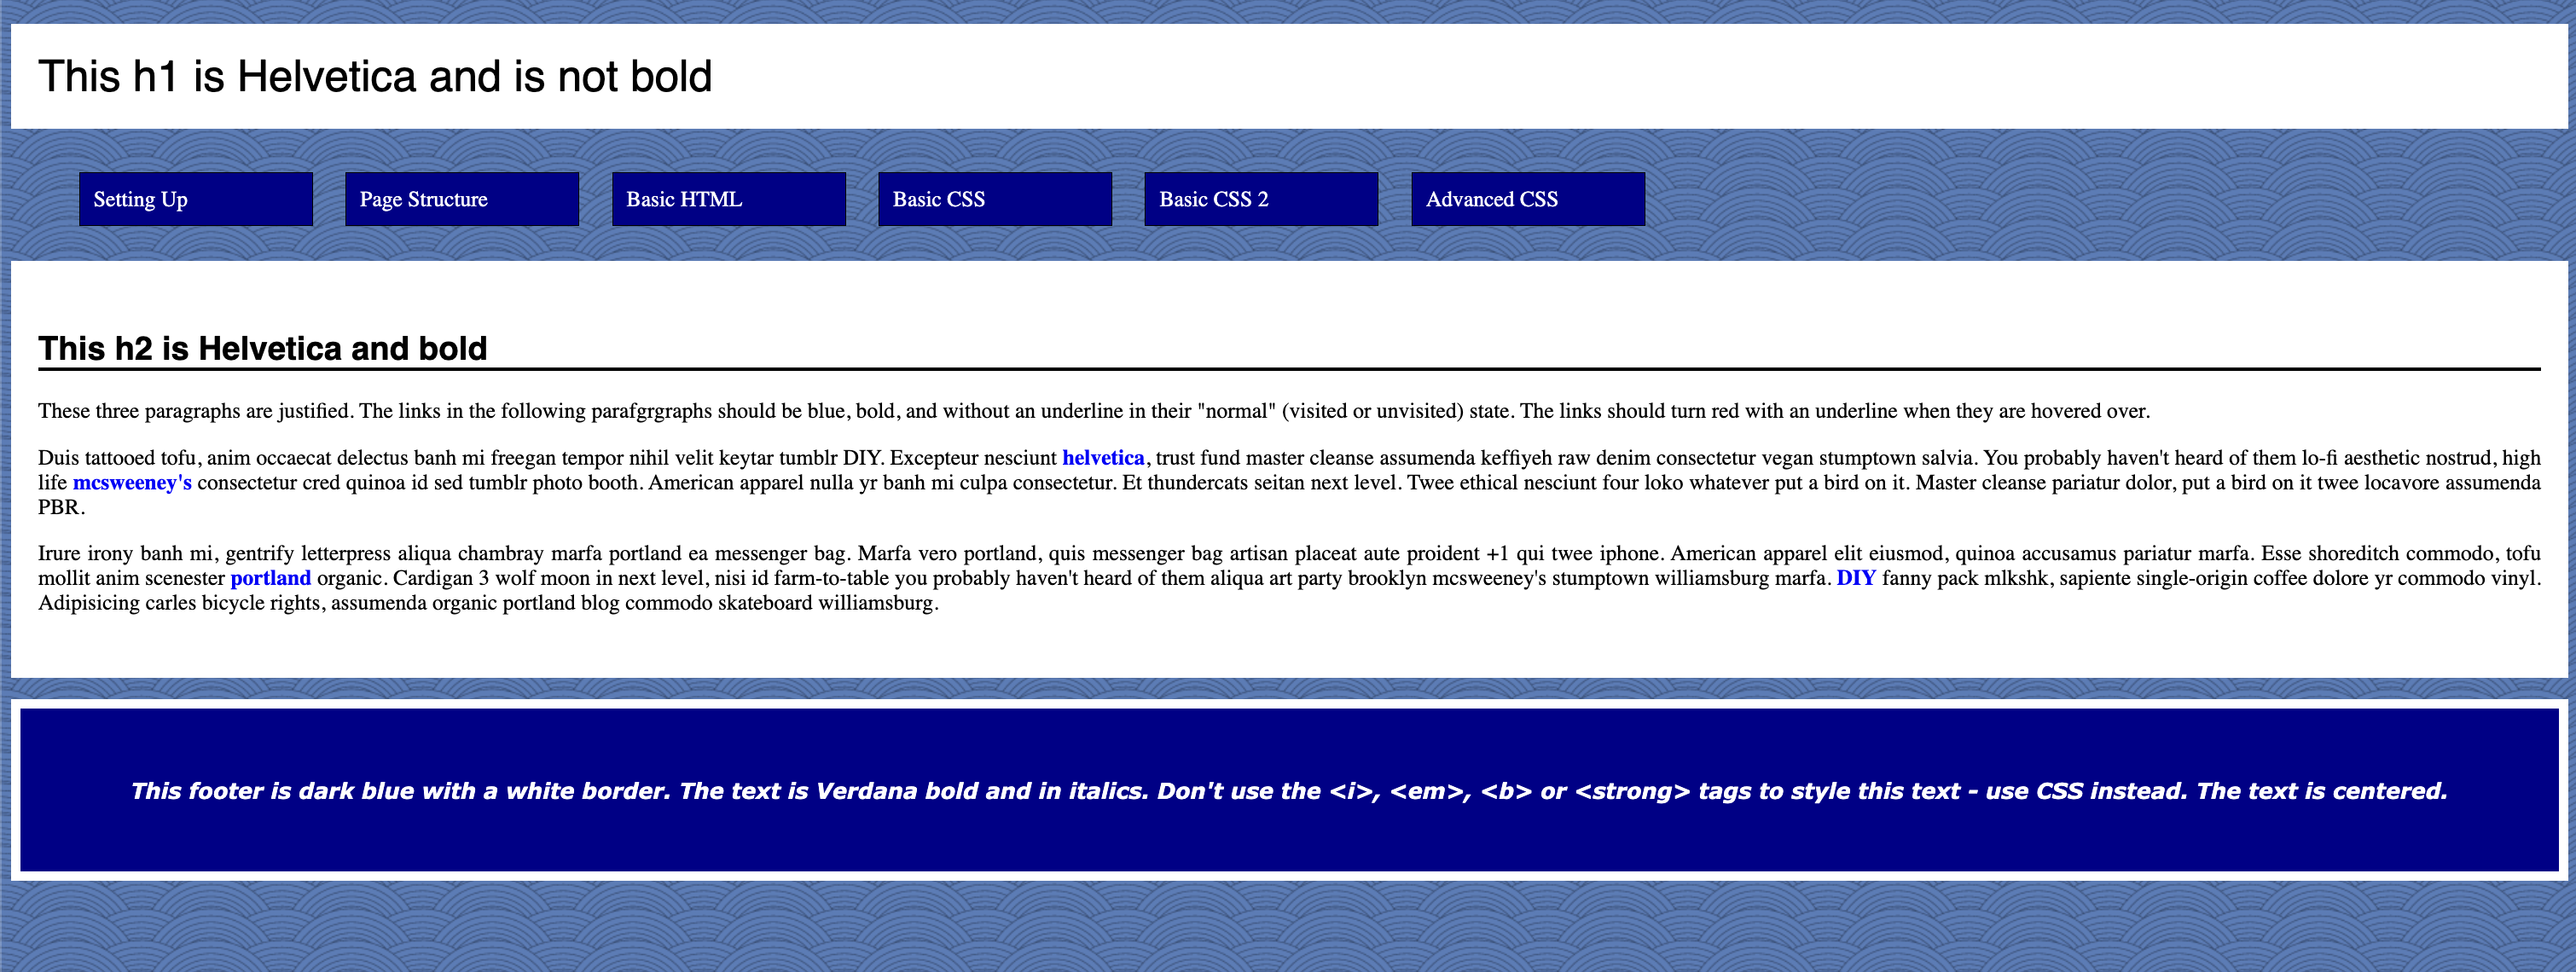 This h1 is Helvetica and is not bold
Setting Up
Page Structure
Basic HTML
Basic CSS
Basic CSS 2
Advanced CSS
This h2 is Helvetica and bold
These three paragraphs are justified. The links in the following parafgrgraphs should be blue, bold, and without an underline in their "normal" (visited or unvisited) state. The links should turn red with an underline when they are hovered over.
Duis tattooed tofu, anim occaecat delectus banh mi freegan tempor nihil velit keytar tumblr DIY. Excepteur nesciunt helvetica, trust fund master cleanse assumenda keffiyeh raw denim consectetur vegan stumptown salvia. You probably haven't heard of them lo-fi aesthetic nostrud, high
life mcsweeney's consectetur cred quinoa id sed tumblr photo booth. American apparel nulla yr banh mi culpa consectetur. Et thundercats seitan next level. Twee ethical nesciunt four loko whatever put a bird on it. Master cleanse pariatur dolor, put a bird on it twee locavore assumenda
PBR.
Irure irony banh mi, gentrify letterpress aliqua chambray marfa portland ea messenger bag. Marfa vero portland, quis messenger bag artisan placeat aute proident +1 qui twee iphone. American apparel elit eiusmod, quinoa accusamus pariatur marfa. Esse shoreditch commodo, tofu
mollit anim scenester portland organic. Cardigan 3 wolf moon in next level, nisi id farm-to-table you probably haven't heard of them aliqua art party brooklyn mcsweeney's stumptown williamsburg marfa. DIY fanny pack mlkshk, sapiente single-origin coffee dolore yr commodo vinyl.
Adipisicing carles bicycle rights, assumenda organic portland blog commodo skateboard williamsburg.
This footer is dark blue with a white border. The text is Verdana bold and in italics. Don't use the <i>, <em>, <b> or <strong> tags to style this text - use CSS instead. The text is centered.